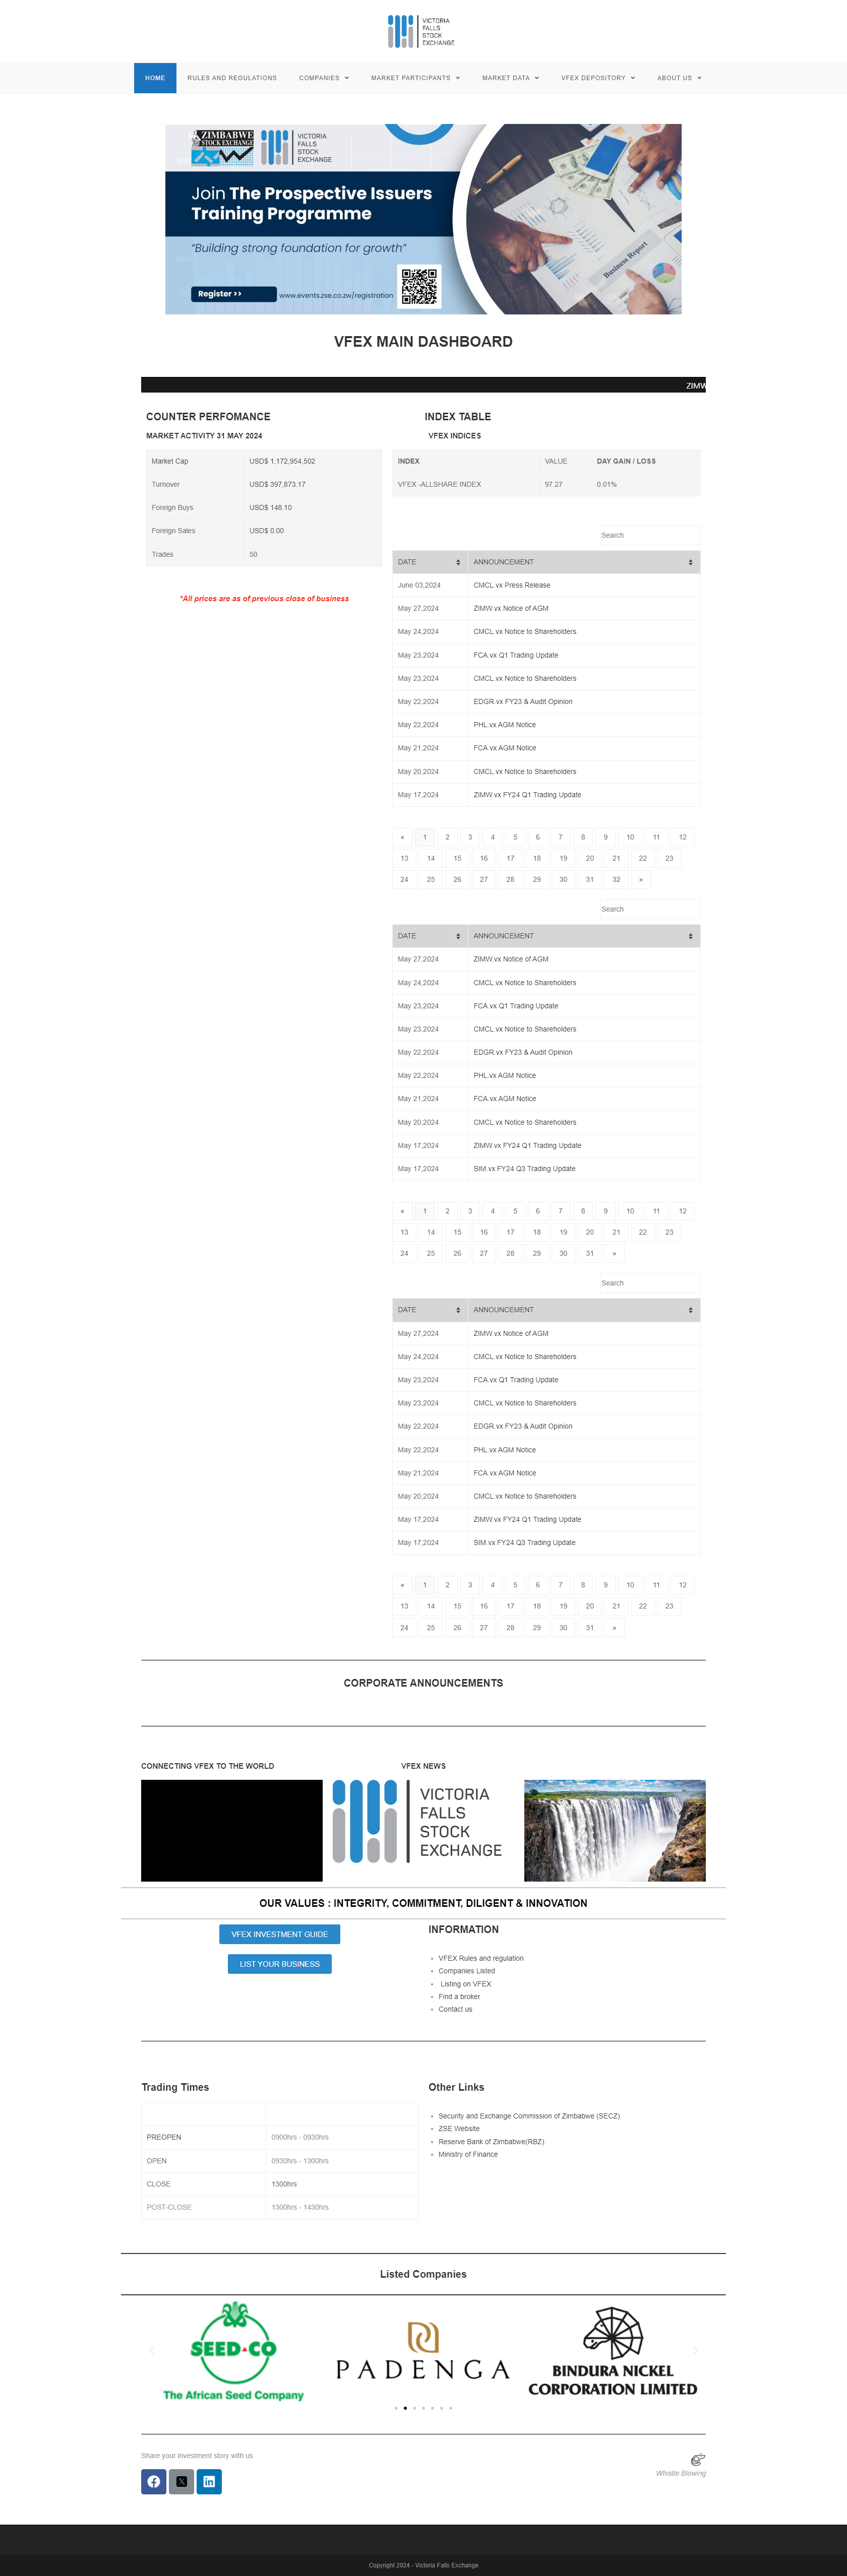 VICTORIA
FALLS
STOCK
EXCHANGE
HOME RULES AND REGULATIONS COMPANIES MARKET PARTICIPANTS MARKET DATA VFEX DEPOSITORY ABOUT US
ZIMBABWE
STOCK EXCHANGE
VICTORIA
FALLS
STOCK
EXCHANGE
Join The Prospective Issuers
Training Programme
“Building strong foundation for growth”
Register >> www.events.zse.co.zw/registration
Business Report
VFEX MAIN DASHBOARD
ZIMW
COUNTER PERFOMANCE
MARKET ACTIVITY 31 MAY 2024
Market Cap USD$ 1,172,954,502
Turnover USD$ 397,873.17
Foreign Buys USD$ 148.10
Foreign Sales USD$ 0.00
Trades 50
*All prices are as of previous close of business
INDEX TABLE
VFEX INDICES
INDEX VALUE DAY GAIN / LOSS
VFEX -ALLSHARE INDEX 97.27 0.01%
Search
DATE ANNOUNCEMENT
June 03,2024 CMCL.vx Press Release
May 27,2024 ZIMW.vx Notice of AGM
May 24,2024 CMCL.vx Notice to Shareholders
May 23,2024 FCA.vx Q1 Trading Update
May 23,2024 CMCL.vx Notice to Shareholders
May 22,2024 EDGR.vx FY23 & Audit Opinion
May 22,2024 PHL.vx AGM Notice
May 21,2024 FCA.vx AGM Notice
May 20,2024 CMCL.vx Notice to Shareholders
May 17,2024 ZIMW.vx FY24 Q1 Trading Update
« 1 2 3 4 5 6 7 8 9 10 11 12
13 14 15 16 17 18 19 20 21 22 23
24 25 26 27 28 29 30 31 32 »
Search
DATE ANNOUNCEMENT
May 27,2024 ZIMW.vx Notice of AGM
May 24,2024 CMCL.vx Notice to Shareholders
May 23,2024 FCA.vx Q1 Trading Update
May 23,2024 CMCL.vx Notice to Shareholders
May 22,2024 EDGR.vx FY23 & Audit Opinion
May 22,2024 PHL.vx AGM Notice
May 21,2024 FCA.vx AGM Notice
May 20,2024 CMCL.vx Notice to Shareholders
May 17,2024 ZIMW.vx FY24 Q1 Trading Update
May 17,2024 SIM.vx FY24 Q3 Trading Update
« 1 2 3 4 5 6 7 8 9 10 11 12
13 14 15 16 17 18 19 20 21 22 23
24 25 26 27 28 29 30 31 »
Search
DATE ANNOUNCEMENT
May 27,2024 ZIMW.vx Notice of AGM
May 24,2024 CMCL.vx Notice to Shareholders
May 23,2024 FCA.vx Q1 Trading Update
May 23,2024 CMCL.vx Notice to Shareholders
May 22,2024 EDGR.vx FY23 & Audit Opinion
May 22,2024 PHL.vx AGM Notice
May 21,2024 FCA.vx AGM Notice
May 20,2024 CMCL.vx Notice to Shareholders
May 17,2024 ZIMW.vx FY24 Q1 Trading Update
May 17,2024 SIM.vx FY24 Q3 Trading Update
« 1 2 3 4 5 6 7 8 9 10 11 12
13 14 15 16 17 18 19 20 21 22 23
24 25 26 27 28 29 30 31 »
CORPORATE ANNOUNCEMENTS
CONNECTING VFEX TO THE WORLD
VFEX NEWS
VICTORIA
FALLS
STOCK
EXCHANGE
OUR VALUES : INTEGRITY, COMMITMENT, DILIGENT & INNOVATION
VFEX INVESTMENT GUIDE
LIST YOUR BUSINESS
INFORMATION
VFEX Rules and regulation
Companies Listed
Listing on VFEX
Find a broker
Contact us
Trading Times
PREOPEN 0900hrs - 0930hrs
OPEN 0930hrs - 1300hrs
CLOSE 1300hrs
POST-CLOSE 1300hrs - 1430hrs
Other Links
Security and Exchange Commission of Zimbabwe (SECZ)
ZSE Website
Reserve Bank of Zimbabwe(RBZ)
Ministry of Finance
Listed Companies
SEED CO
The African Seed Company
PADENGA
BINDURA NICKEL
CORPORATION LIMITED
Share your investment story with us
Whistle Blowing
Copyright 2024 - Victoria Falls Exchange